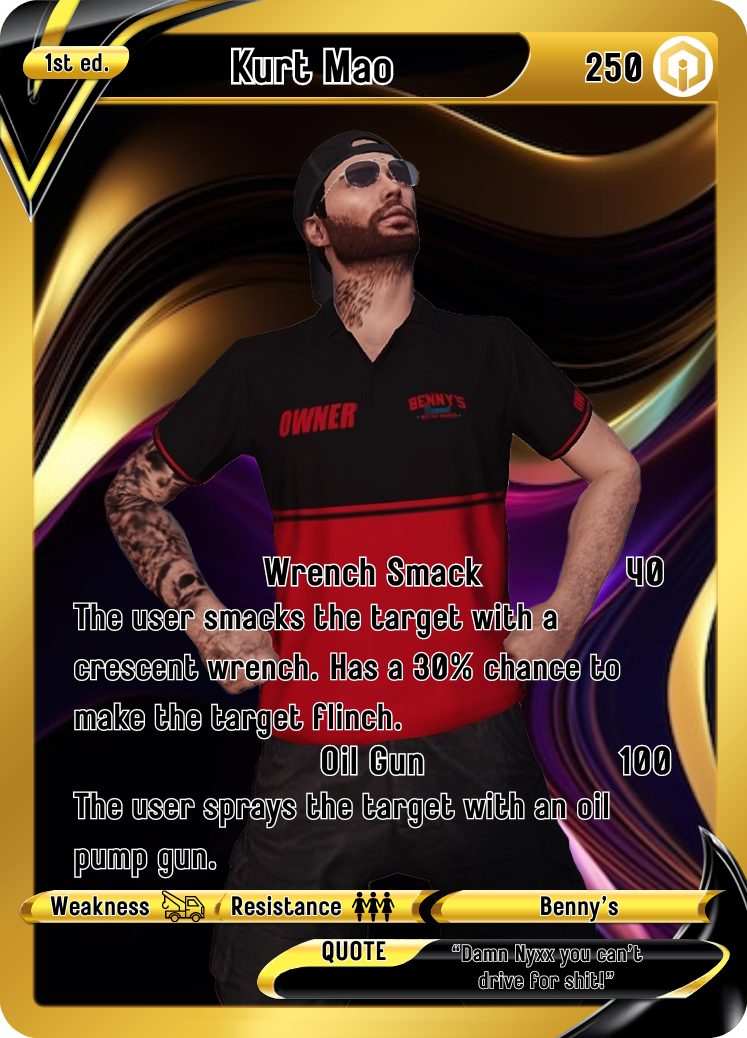 1st ed.
Kurt Mao
250
OWNER
BENNY'S
Wrench Smack 40
The user smacks the target with a
crescent wrench. Has a 30% chance to
make the target flinch.
Oil Gun 100
The user sprays the target with an oil
pump gun.
Weakness Resistance Benny's
QUOTE
"Damn Nyxx you can't
drive for shit!"